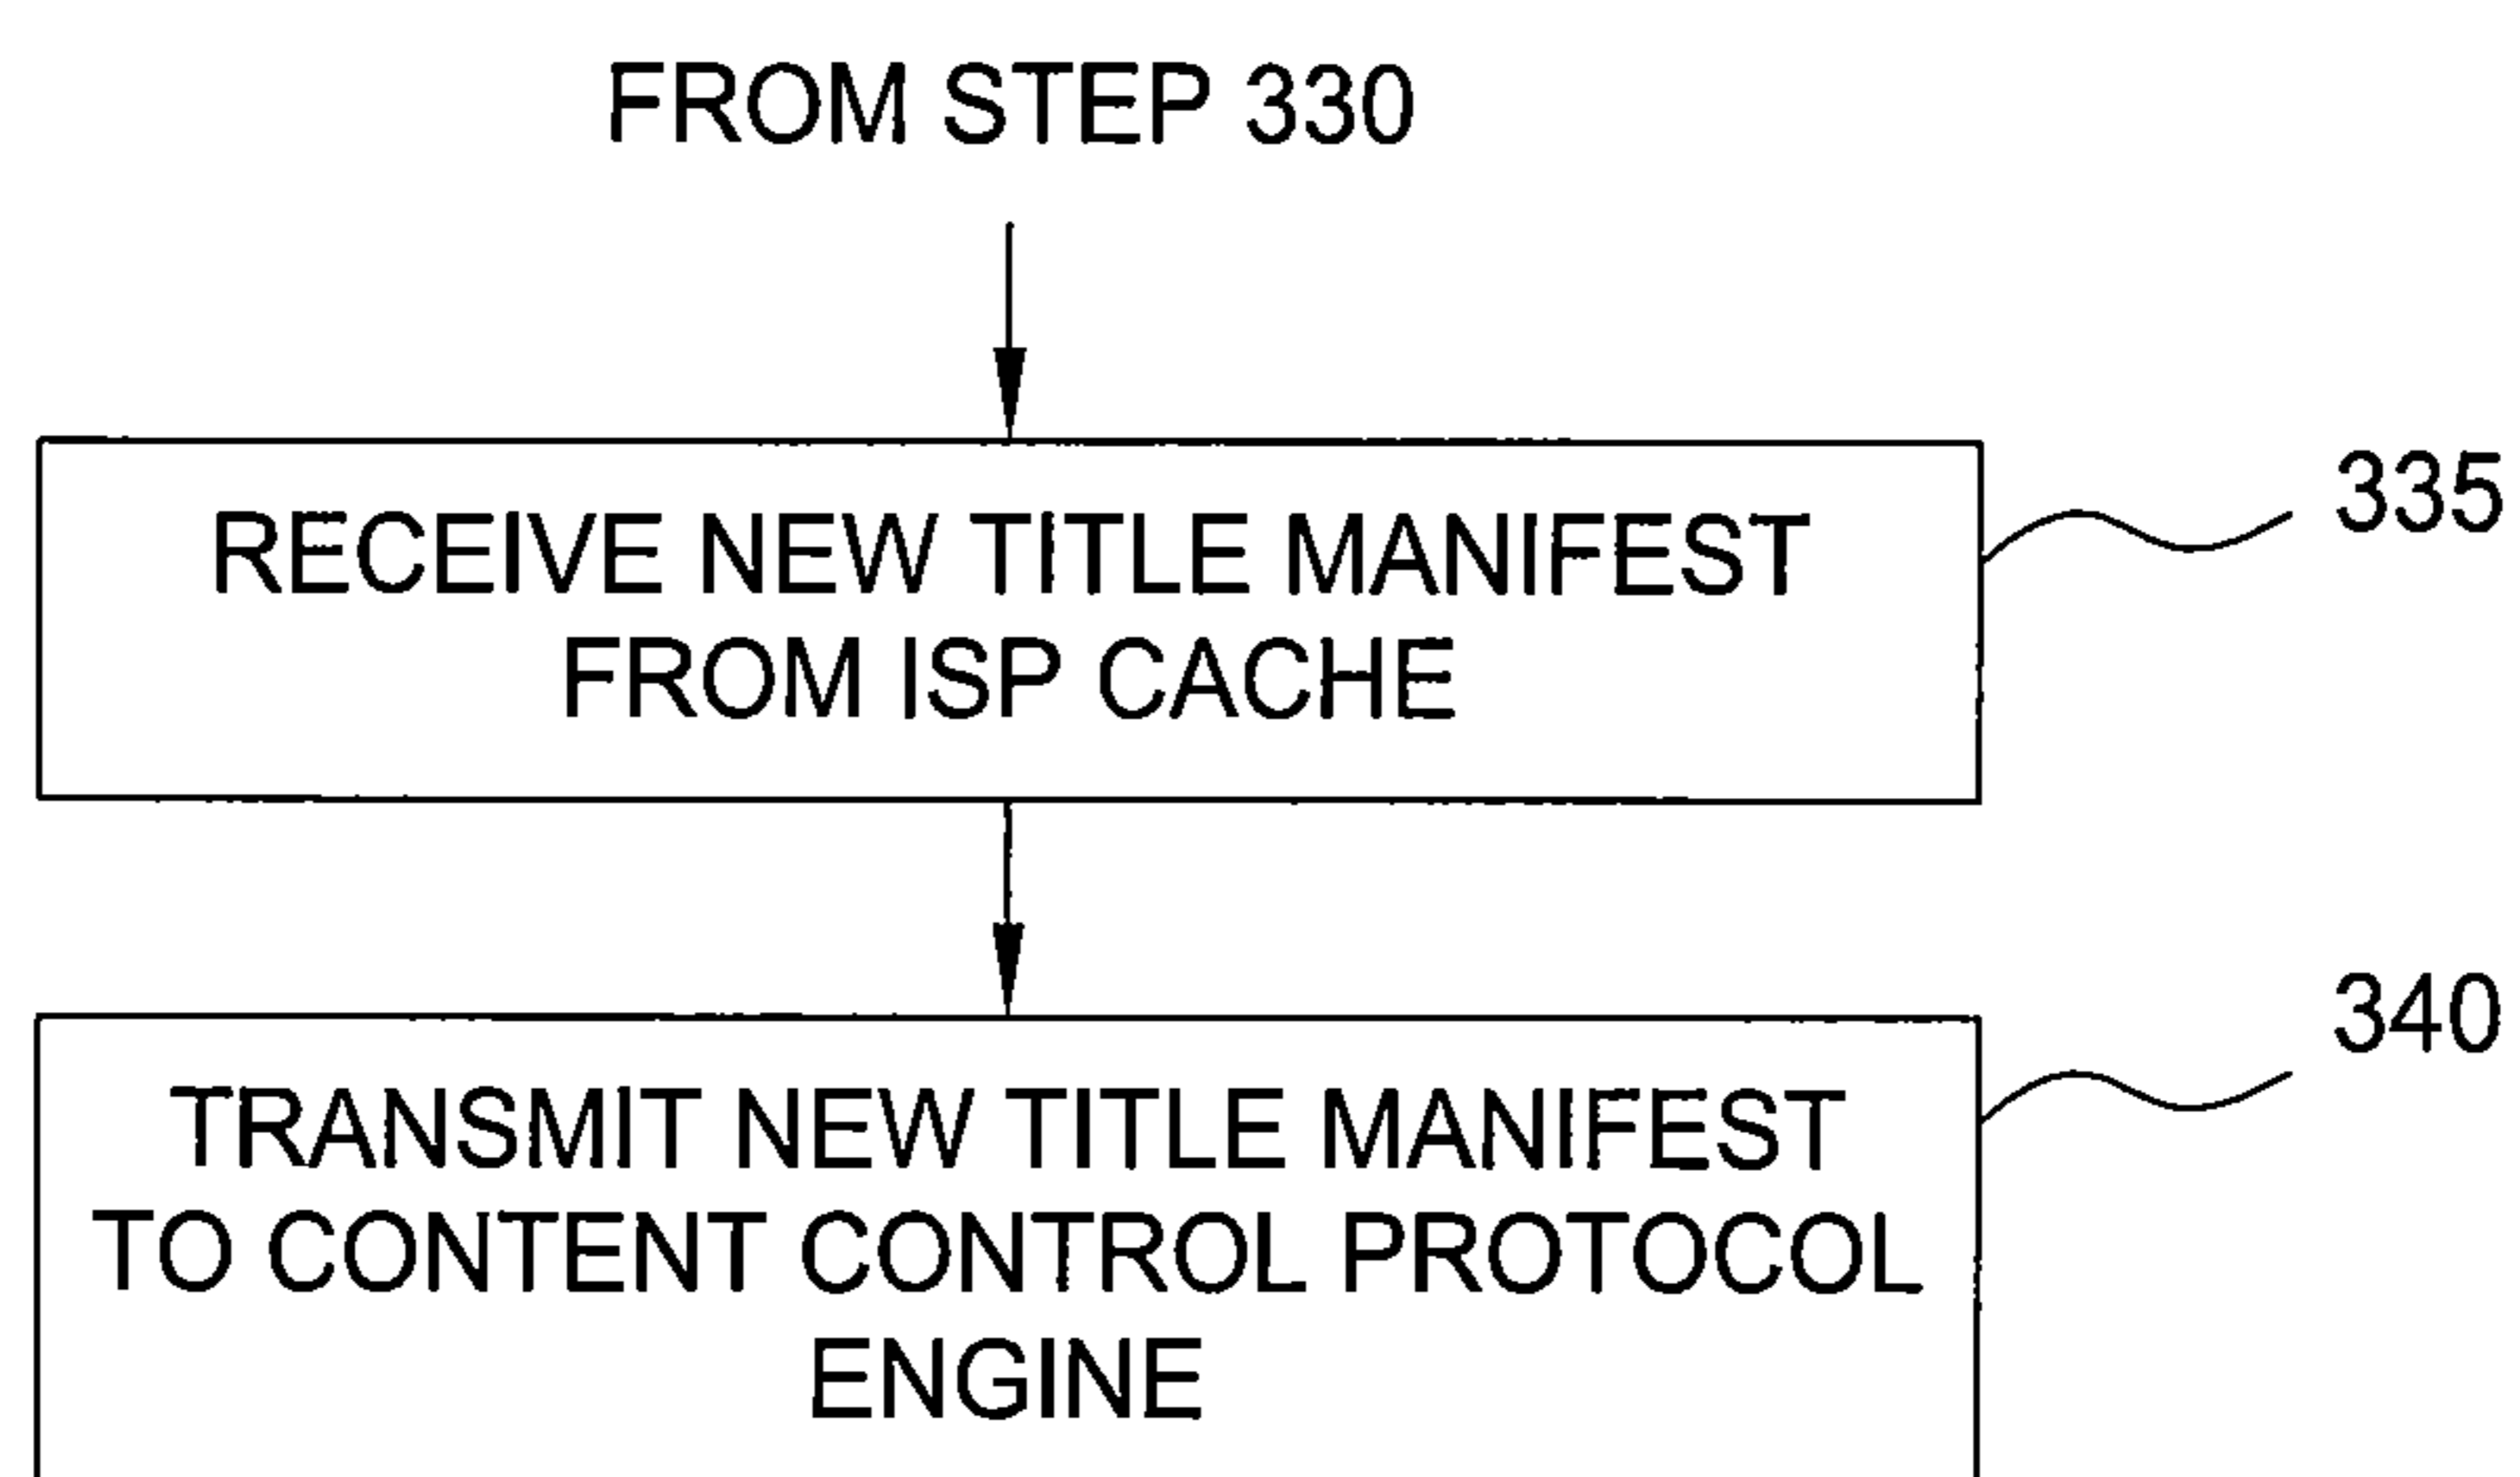 FROM STEP 330
RECEIVE NEW TITLE MANIFEST
FROM ISP CACHE
335
TRANSMIT NEW TITLE MANIFEST
TO CONTENT CONTROL PROTOCOL
ENGINE
340